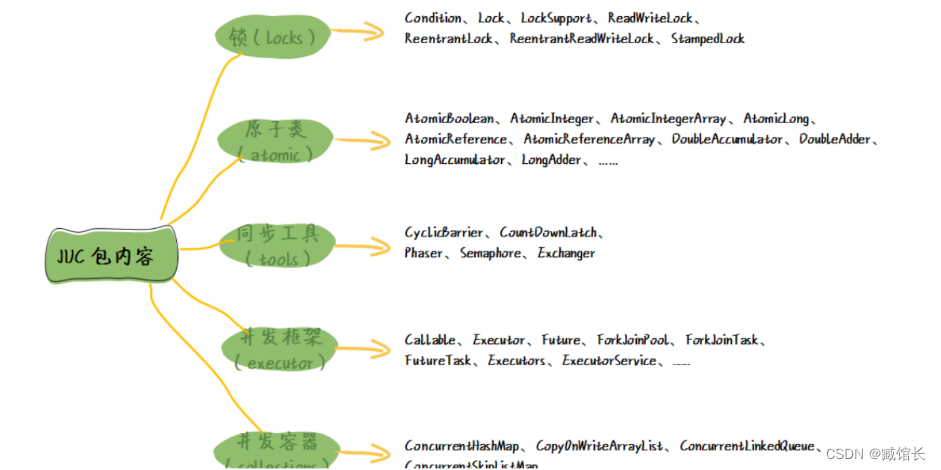 锁(Locks)
Condition、Lock、LockSupport、ReadWriteLock、
ReentrantLock、ReentrantReadWriteLock、StampedLock
原子类
(atomic)
AtomicBoolean、AtomicInteger、AtomicIntegerArray、AtomicLong、
AtomicReference、AtomicReferenceArray、DoubleAccumulator、DoubleAdder、
LongAccumulator、LongAdder、……
JUC 包内容
同步工具
(tools)
CyclicBarrier、CountDownLatch、
Phaser、Semaphore、Exchanger
并发框架
(executor)
Callable、Executor、Future、ForkJoinPool、ForkJoinTask、
FutureTask、Executors、ExecutorService、……
并发容器
(collections)
ConcurrentHashMap、CopyOnWriteArrayList、ConcurrentLinkedQueue、
ConcurrentSkipListMap
CSDN @臧馆长